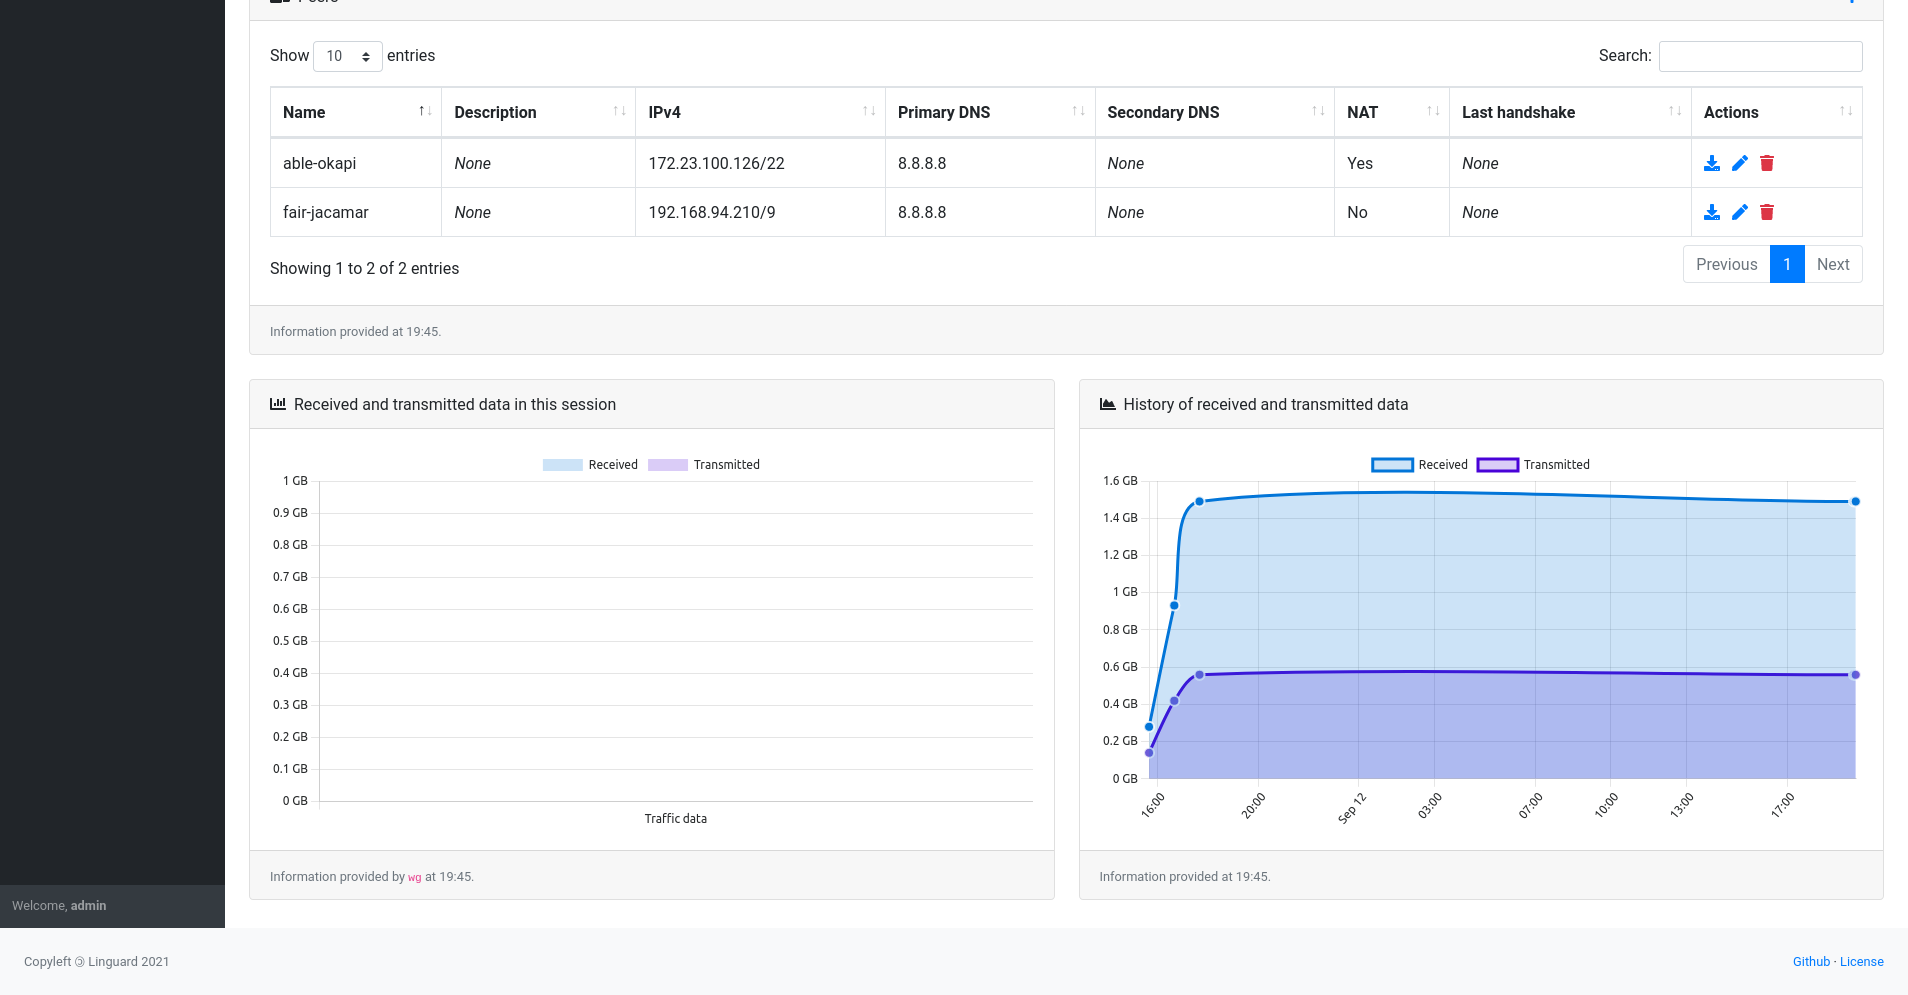 Peers
Show 10 entries
Search:
Name Description IPv4 Primary DNS Secondary DNS NAT Last handshake Actions
able-okapi None 172.23.100.126/22 8.8.8.8 None Yes None
fair-jacamar None 192.168.94.210/9 8.8.8.8 None No None
Showing 1 to 2 of 2 entries
Previous 1 Next
Information provided at 19:45.
Received and transmitted data in this session
Received Transmitted
1 GB
0.9 GB
0.8 GB
0.7 GB
0.6 GB
0.5 GB
0.4 GB
0.3 GB
0.2 GB
0.1 GB
0 GB
Traffic data
Information provided by wg at 19:45.
History of received and transmitted data
Received Transmitted
1.6 GB
1.4 GB
1.2 GB
1 GB
0.8 GB
0.6 GB
0.4 GB
0.2 GB
0 GB
16:00 20:00 Sep 12 03:00 07:00 10:00 13:00 17:00
Information provided at 19:45.
Welcome, admin
Copyleft 🄯 Linguard 2021
Github · License